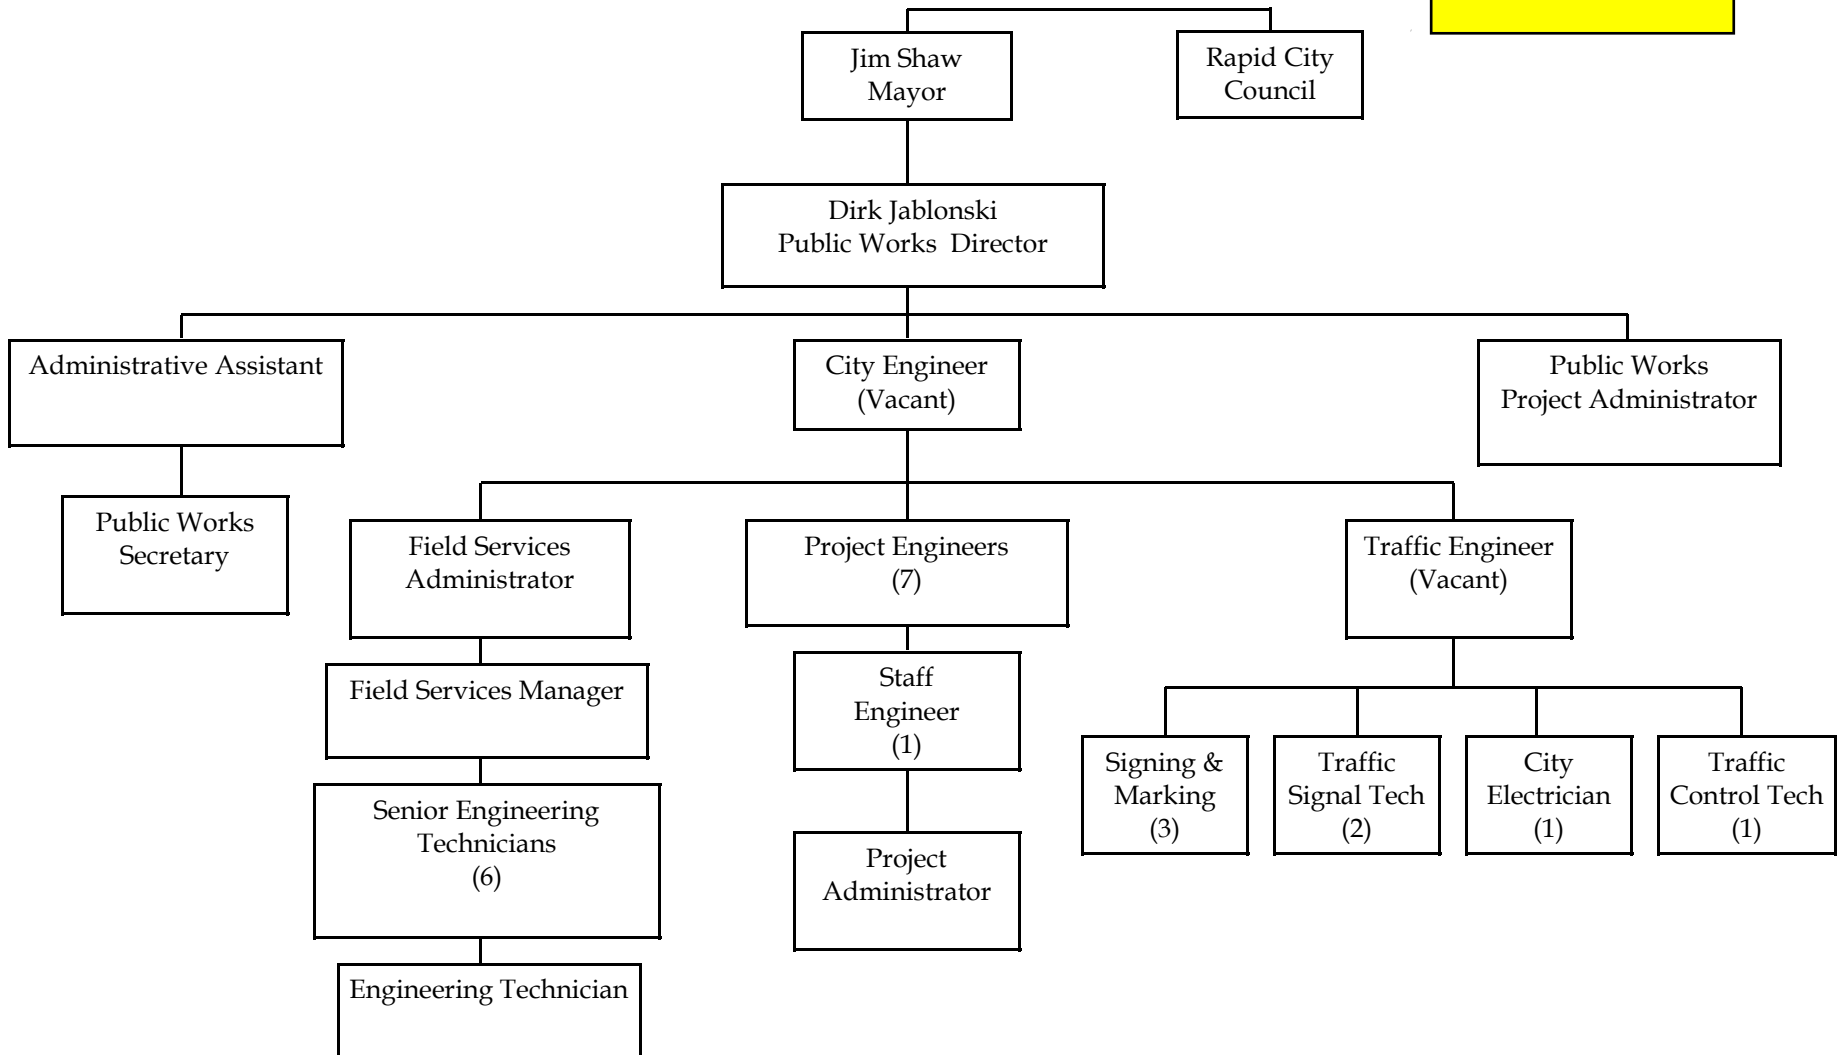 Jim Shaw
Mayor
Rapid City
Council
Dirk Jablonski
Public Works  Director
Administrative Assistant
City Engineer
(Vacant)
Public Works
Project Administrator
Public Works
Secretary
Field Services
Administrator
Project Engineers
(7)
Traffic Engineer
(Vacant)
Field Services Manager
Staff
Engineer
(1)
Signing &
Marking
(3)
Traffic
Signal Tech
(2)
City
Electrician
(1)
Traffic
Control Tech
(1)
Senior Engineering
Technicians
(6)
Project
Administrator
Engineering Technician